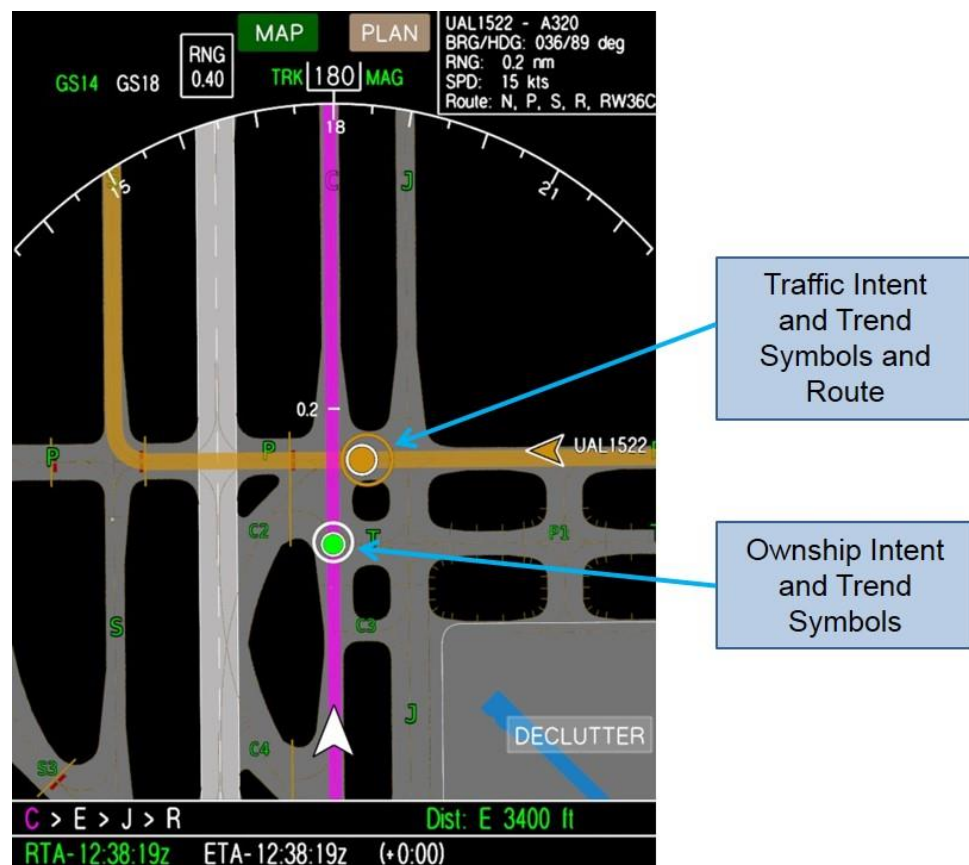 MAP
PLAN
UAL1522 - A320
BRG/HDG: 036/89 deg
RNG: 0.2 nm
SPD: 15 kts
Route: N, P, S, R, RW36C
RNG
0.40
GS14 GS18
TRK 180 MAG
18
15
21
C
J
0.2
P
P
UAL1522
C2
T
P1
T
S
C3
J
C4
S3
DECLUTTER
C > E > J > R
Dist: E 3400 ft
RTA-12:38:19z ETA-12:38:19z (+0:00)
Traffic Intent
and Trend
Symbols and
Route
Ownship Intent
and Trend
Symbols